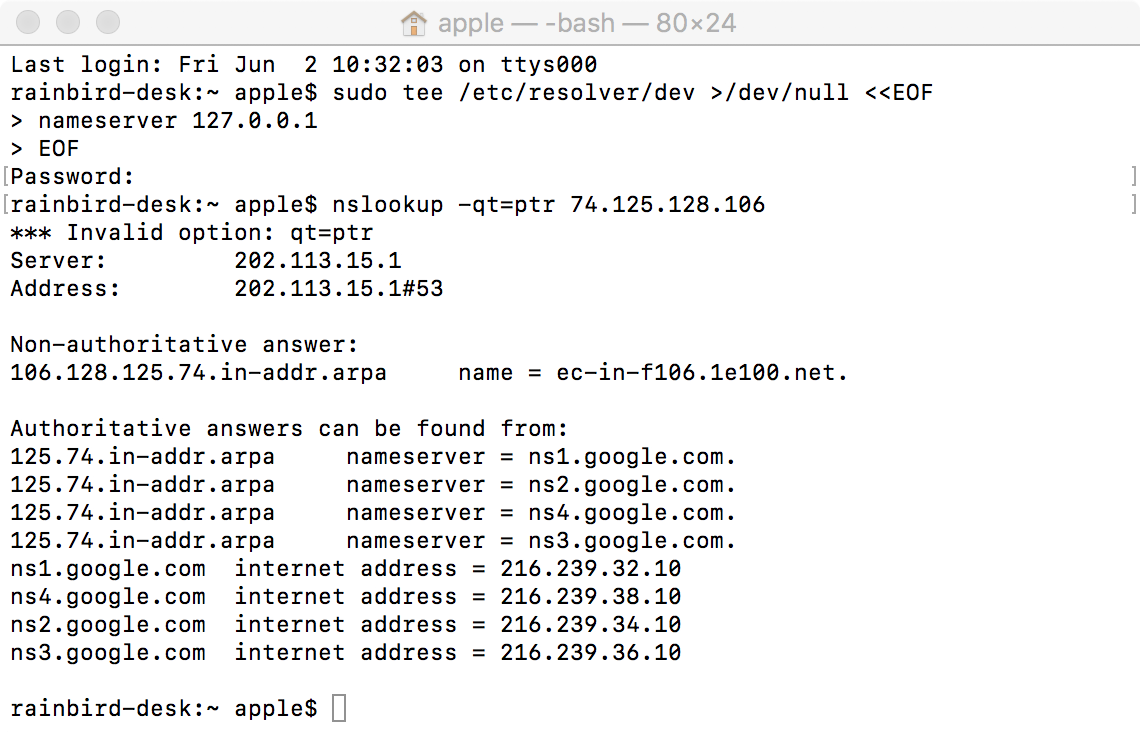 apple — -bash — 80×24
Last login: Fri Jun  2 10:32:03 on ttys000
rainbird-desk:~ apple$ sudo tee /etc/resolver/dev >/dev/null <<EOF
> nameserver 127.0.0.1
> EOF
[Password:                                                                      ]
[rainbird-desk:~ apple$ nslookup -qt=ptr 74.125.128.106                          ]
*** Invalid option: qt=ptr
Server:         202.113.15.1
Address:        202.113.15.1#53

Non-authoritative answer:
106.128.125.74.in-addr.arpa     name = ec-in-f106.1e100.net.

Authoritative answers can be found from:
125.74.in-addr.arpa     nameserver = ns1.google.com.
125.74.in-addr.arpa     nameserver = ns2.google.com.
125.74.in-addr.arpa     nameserver = ns4.google.com.
125.74.in-addr.arpa     nameserver = ns3.google.com.
ns1.google.com  internet address = 216.239.32.10
ns4.google.com  internet address = 216.239.38.10
ns2.google.com  internet address = 216.239.34.10
ns3.google.com  internet address = 216.239.36.10

rainbird-desk:~ apple$